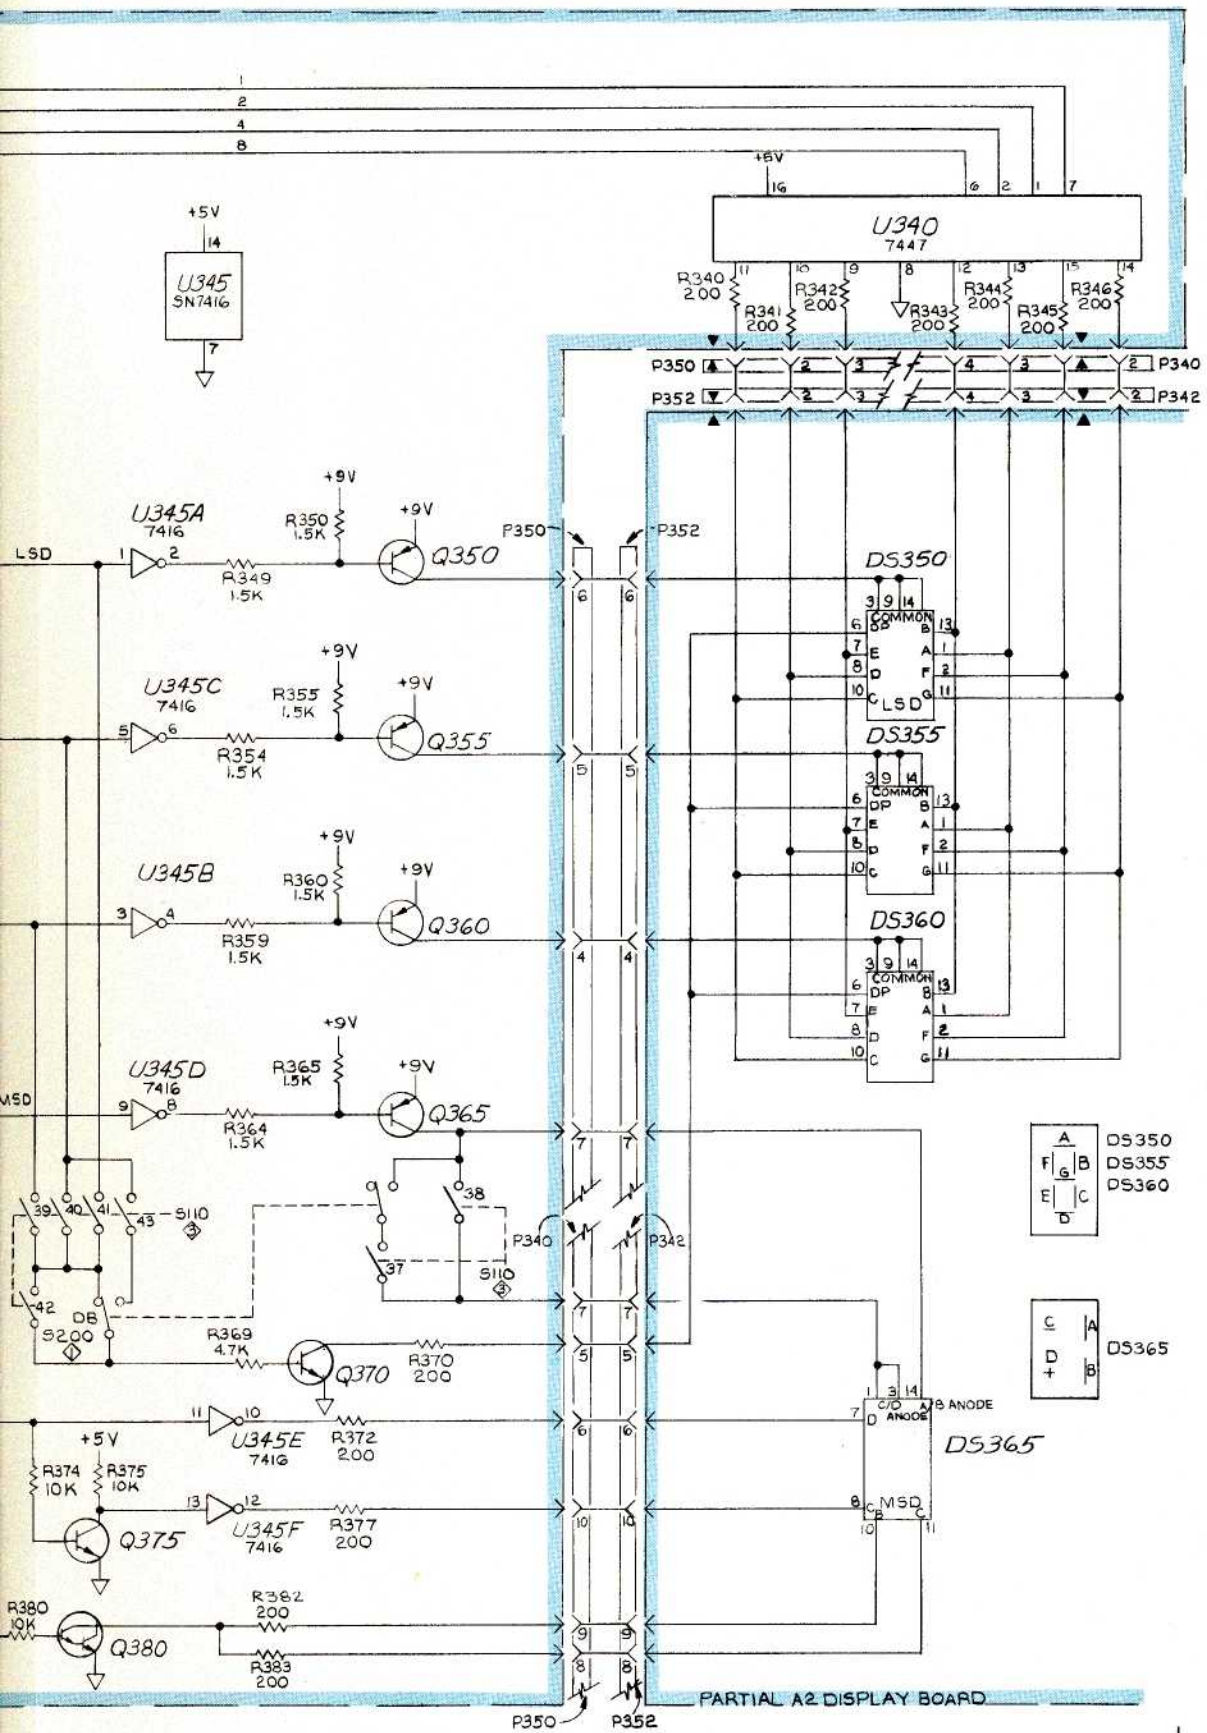 1
2
4
8
+5V
16 6 2 1 7
U340
7447
11 10 9 8 12 13 15 14
R340
200
R341
200
R342
200
R343
200
R344
200
R345
200
R346
200
+5V
14
U345
SN7416
7
P350 2 3 4 3 2 P340
P352 2 3 4 3 2 P342
+9V
U345A
7416
R350
1.5K
+9V
LSD 1 2
R349
1.5K
Q350
P350 P352
6 6
DS350
3 9 14
COMMON
6 DP B 13
7 E A 1
8 D F 2
10 C G 11
LSD
+9V
U345C
7416
R355
1.5K
+9V
5 6
R354
1.5K
Q355
5 5
DS355
3 9 14
COMMON
6 DP B 13
7 E A 1
8 D F 2
10 C G 11
+9V
U345B
R360
1.5K
+9V
3 4
R359
1.5K
Q360
4 4
DS360
3 9 14
COMMON
6 DP B 13
7 E A 1
8 D F 2
10 C G 11
+9V
U345D
7416
R365
1.5K
+9V
MSD 9 8
R364
1.5K
Q365
7 7
A
F G B
E C
D
DS350
DS355
DS360
39 40 41 43 S110
3
38
P340 P342
37
S110
3
42
DB
S200
1
7 7
C A
D B
+
DS365
R369
4.7K
Q370
R370
200
5 5
1 3 14
C/D A/B ANODE
ANODE
7 D
DS365
8 C MSD
B C
10 11
11 10
U345E
7416
R372
200
6 6
+5V
R374
10K
R375
10K
13 12
U345F
7416
R377
200
10 10
Q375
R380
10K
Q380
R382
200
9 9
R383
200
8 8
P350 P352
PARTIAL A2 DISPLAY BOARD